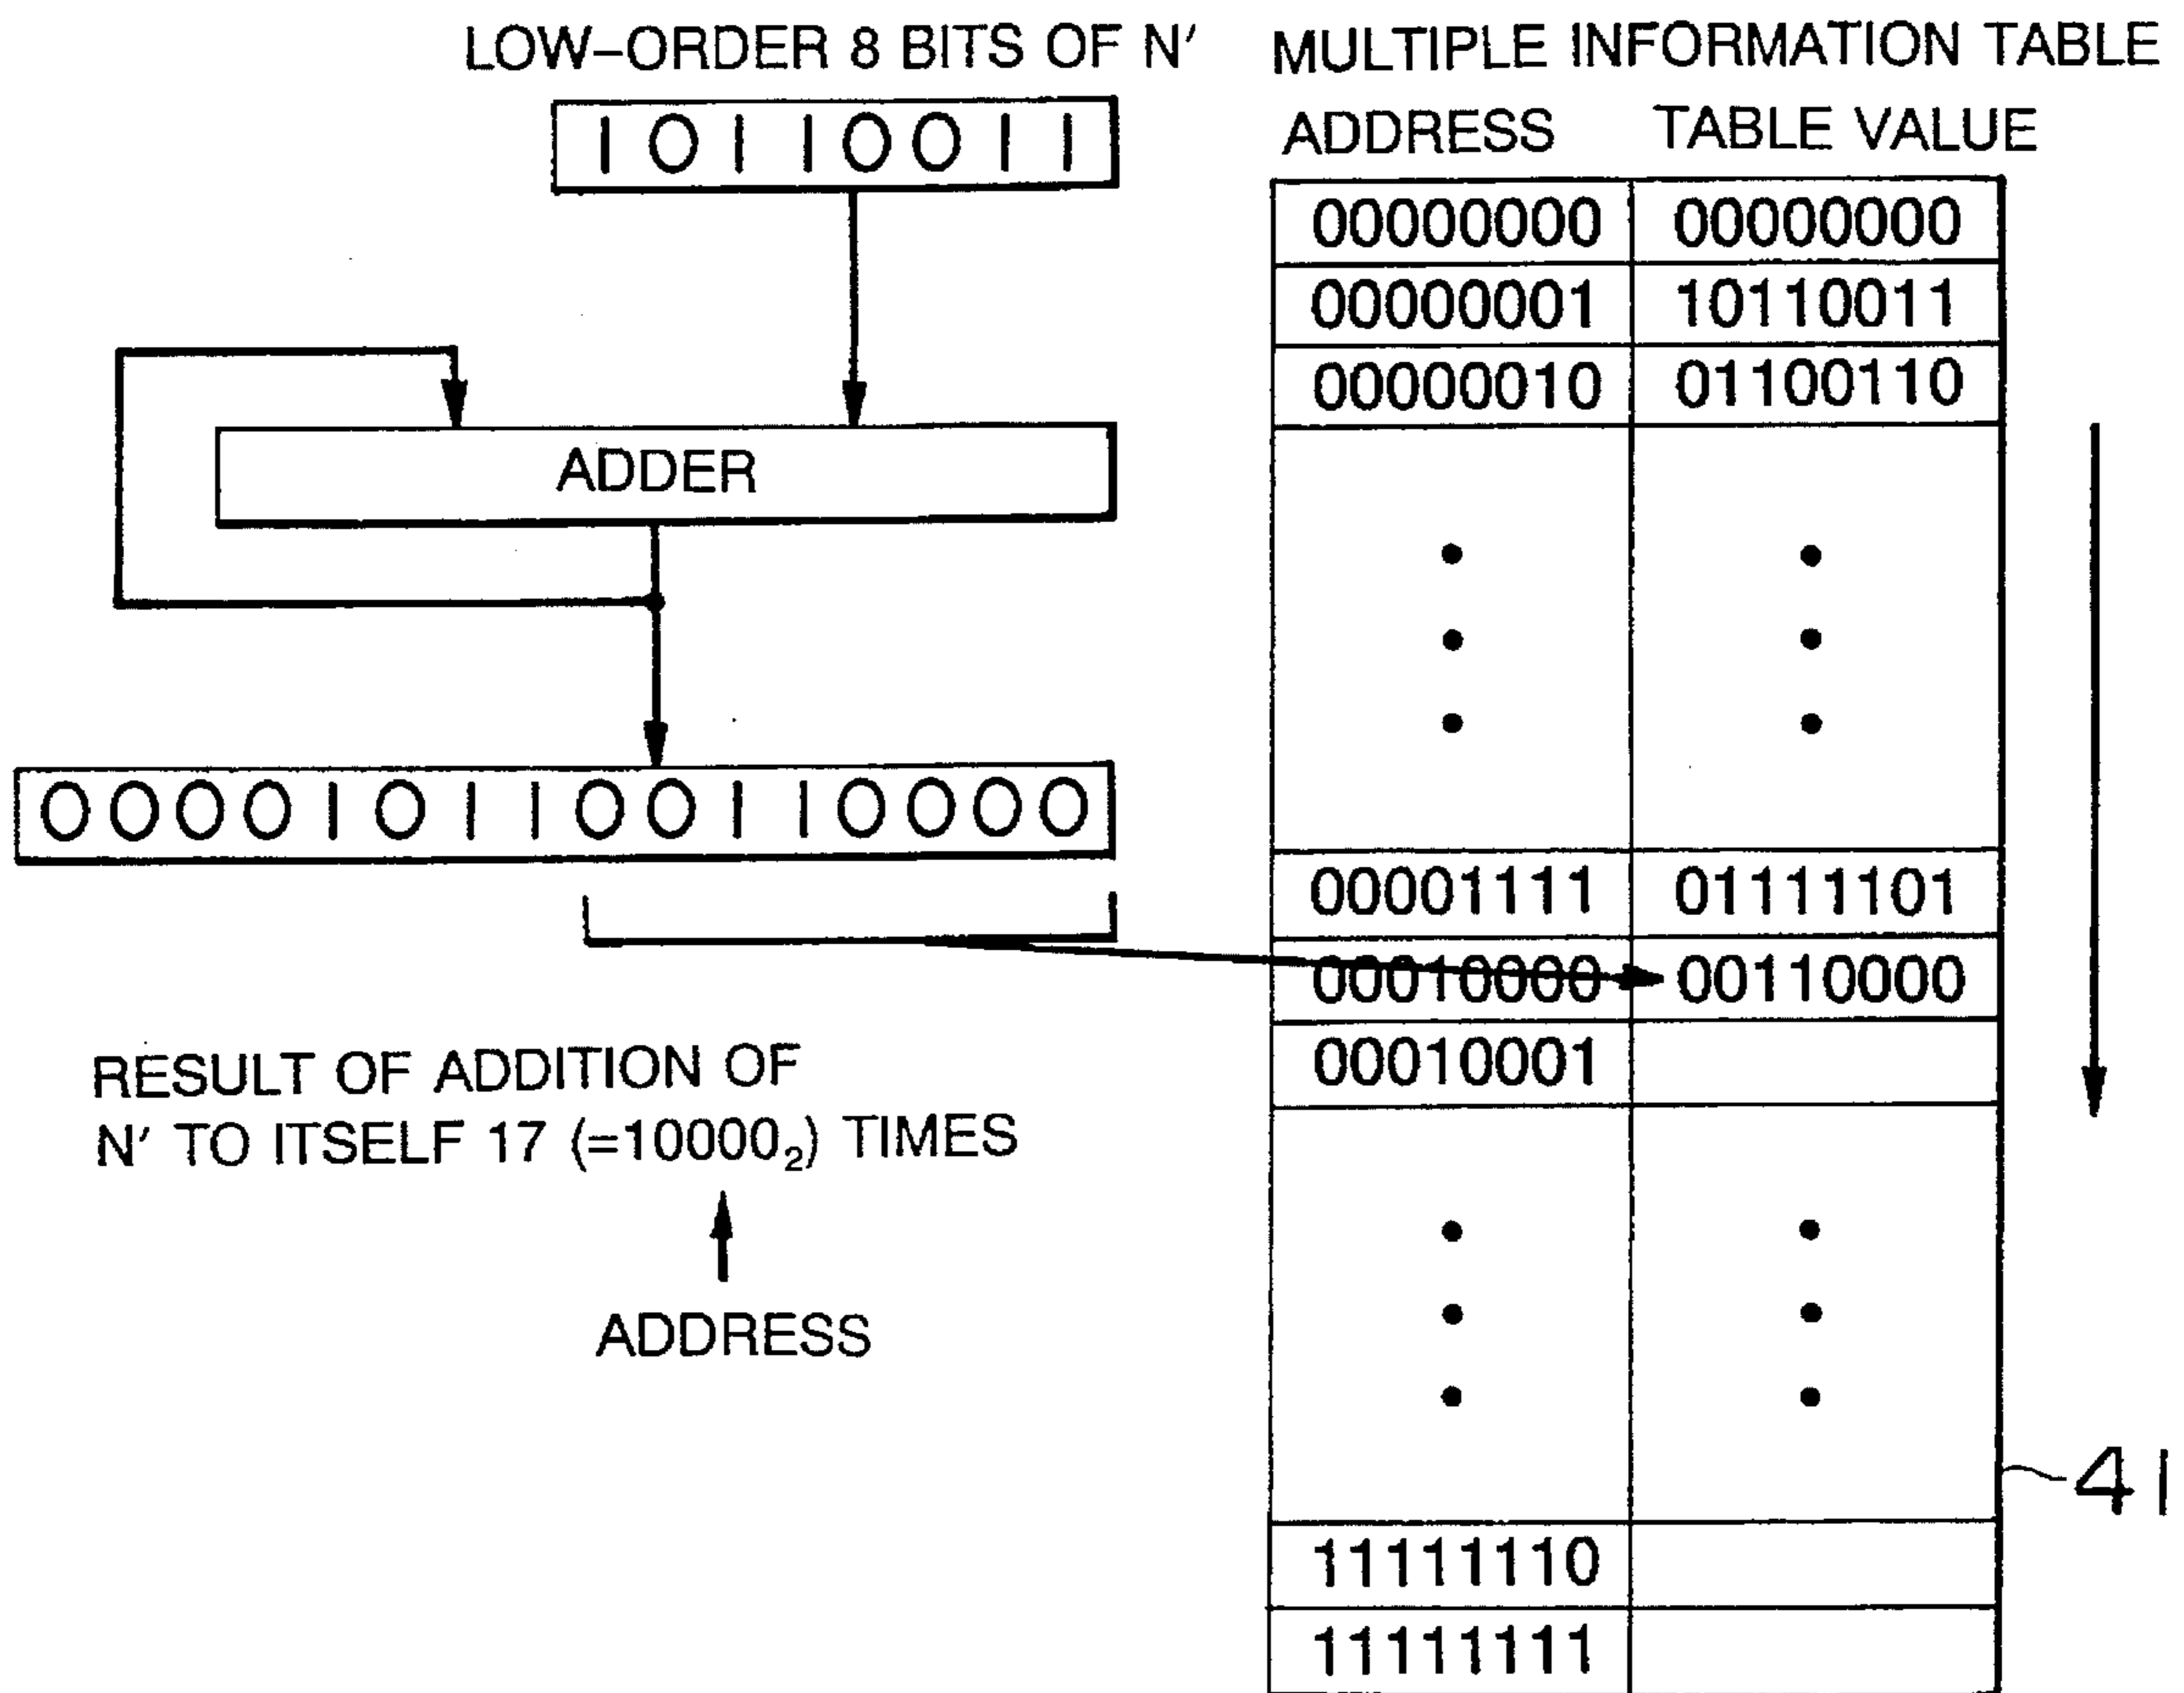 LOW-ORDER 8 BITS OF N'
10110011
ADDER
0000101100110000
RESULT OF ADDITION OF
N' TO ITSELF 17 (=10000₂) TIMES
ADDRESS
MULTIPLE INFORMATION TABLE
ADDRESS TABLE VALUE
00000000 00000000
00000001 10110011
00000010 01100110
00001111 01111101
00010000 00110000
00010001
11111110
11111111
41